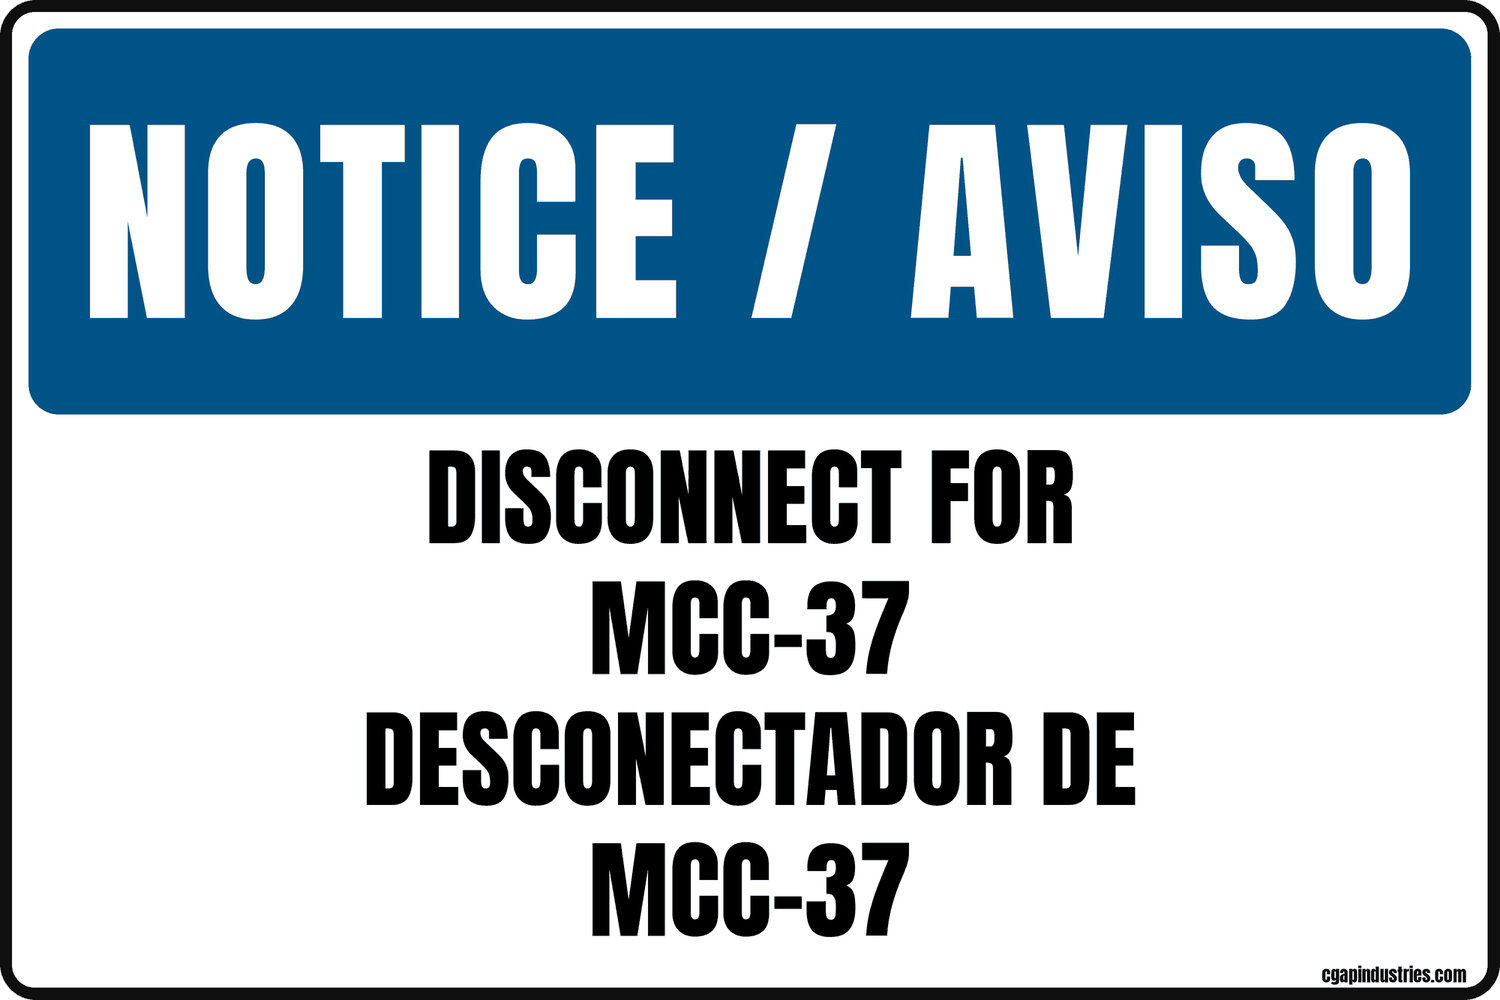 NOTICE / AVISO
DISCONNECT FOR
MCC-37
DESCONECTADOR DE
MCC-37
cgapindustries.com